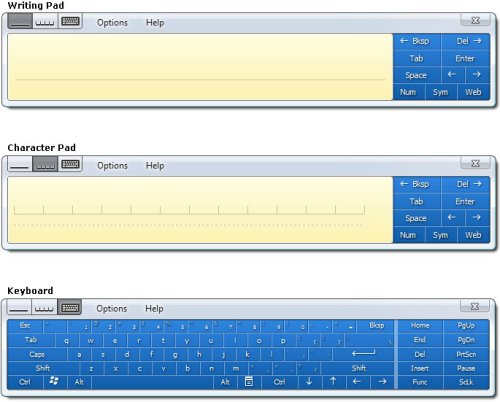 Writing Pad
Options Help
← Bksp Del →
Tab Enter
Space ← →
Num Sym Web
Character Pad
Options Help
← Bksp Del →
Tab Enter
Space ← →
Num Sym Web
Keyboard
Options Help
Esc 1 2 3 4 5 6 7 8 9 0 - = Bksp Home PgUp
Tab q w e r t y u i o p [ ] \ End PgDn
Caps a s d f g h j k l ; ' Del PrtScn
Shift z x c v b n m , . / Shift Insert Pause
Ctrl Alt Alt Ctrl ↓ ↑ ← → Func ScLk